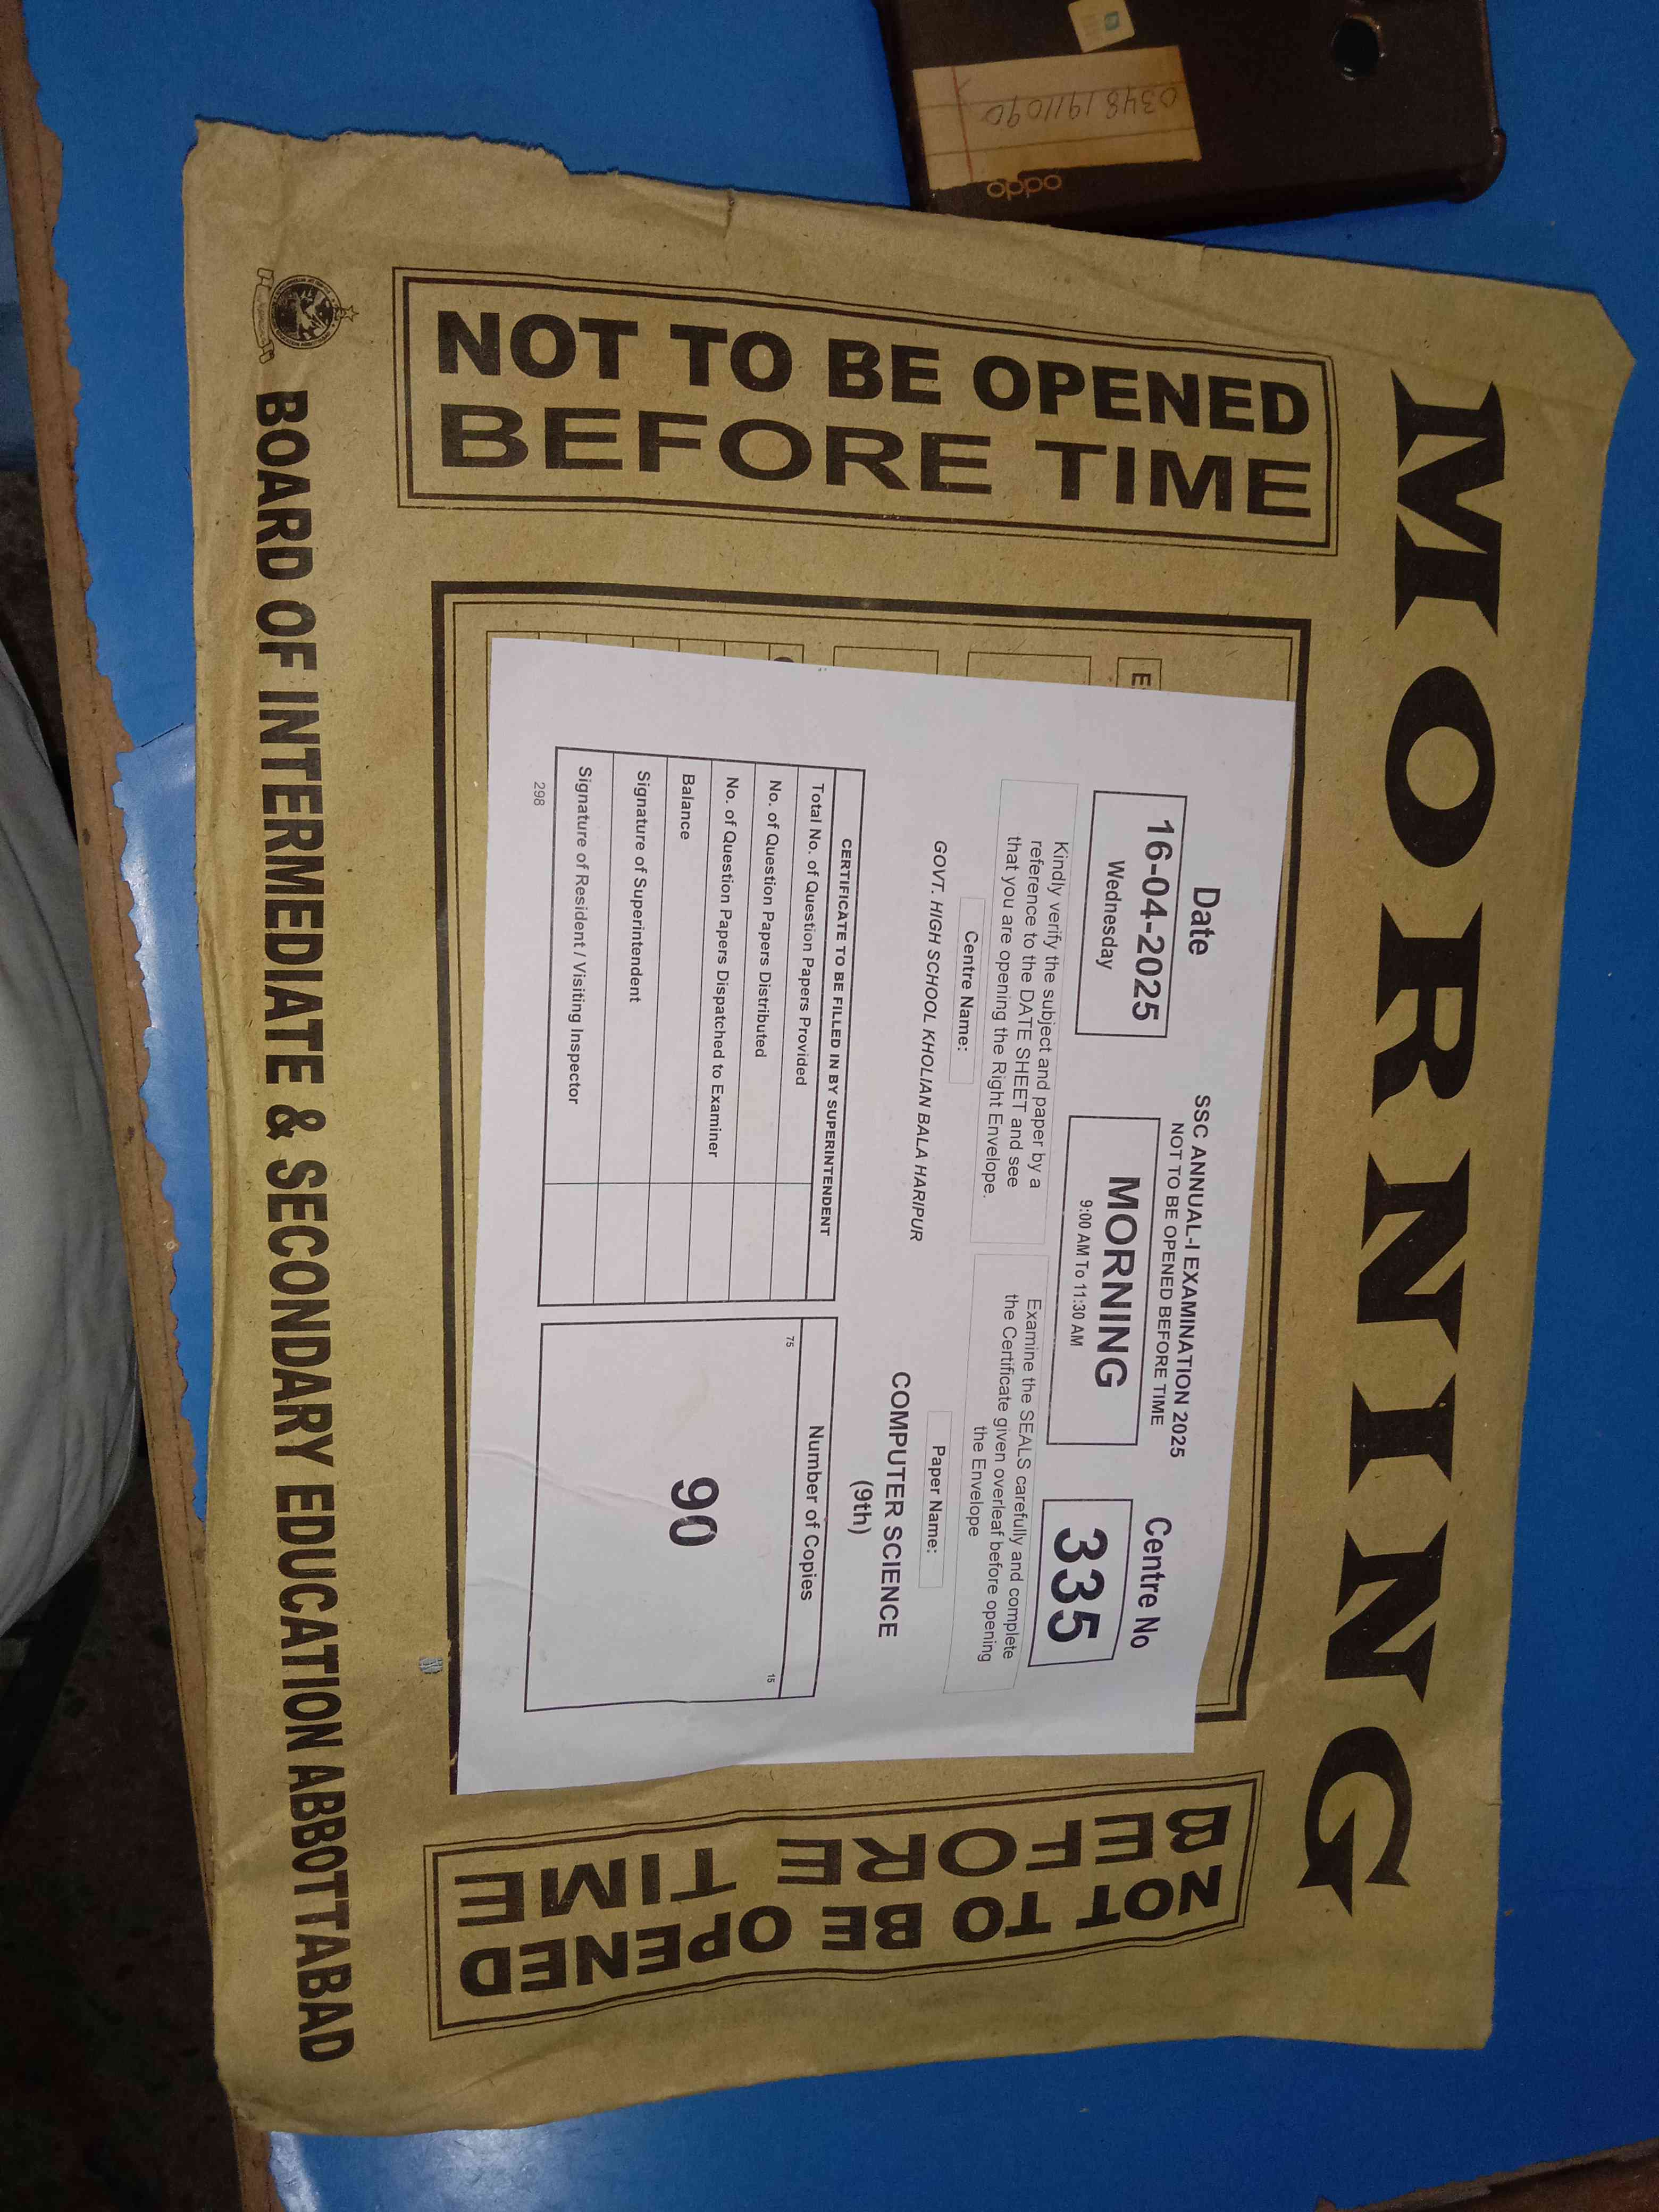 MORNING
NOT TO BE OPENED
BEFORE TIME
E
Date
16-04-2025
Wednesday
SSC ANNUAL-I EXAMINATION 2025
NOT TO BE OPENED BEFORE TIME
MORNING
9:00 AM To 11:30 AM
Centre No
335
Kindly verify the subject and paper by a
reference to the DATE SHEET and see
that you are opening the Right Envelope.
Examine the SEALS carefully and complete
the Certificate given overleaf before opening
the Envelope
Centre Name:
GOVT. HIGH SCHOOL KHOLIAN BALA HARIPUR
Paper Name:
COMPUTER SCIENCE
(9th)
CERTIFICATE TO BE FILLED IN BY SUPERINTENDENT
Total No. of Question Papers Provided
No. of Question Papers Distributed
No. of Question Papers Dispatched to Examiner
Balance
Signature of Superintendent
Signature of Resident / Visiting Inspector
298
Number of Copies
75
15
90
NOT TO BE OPENED
BEFORE TIME
BOARD OF INTERMEDIATE & SECONDARY EDUCATION ABBOTTABAD
0348 1911090
oppo